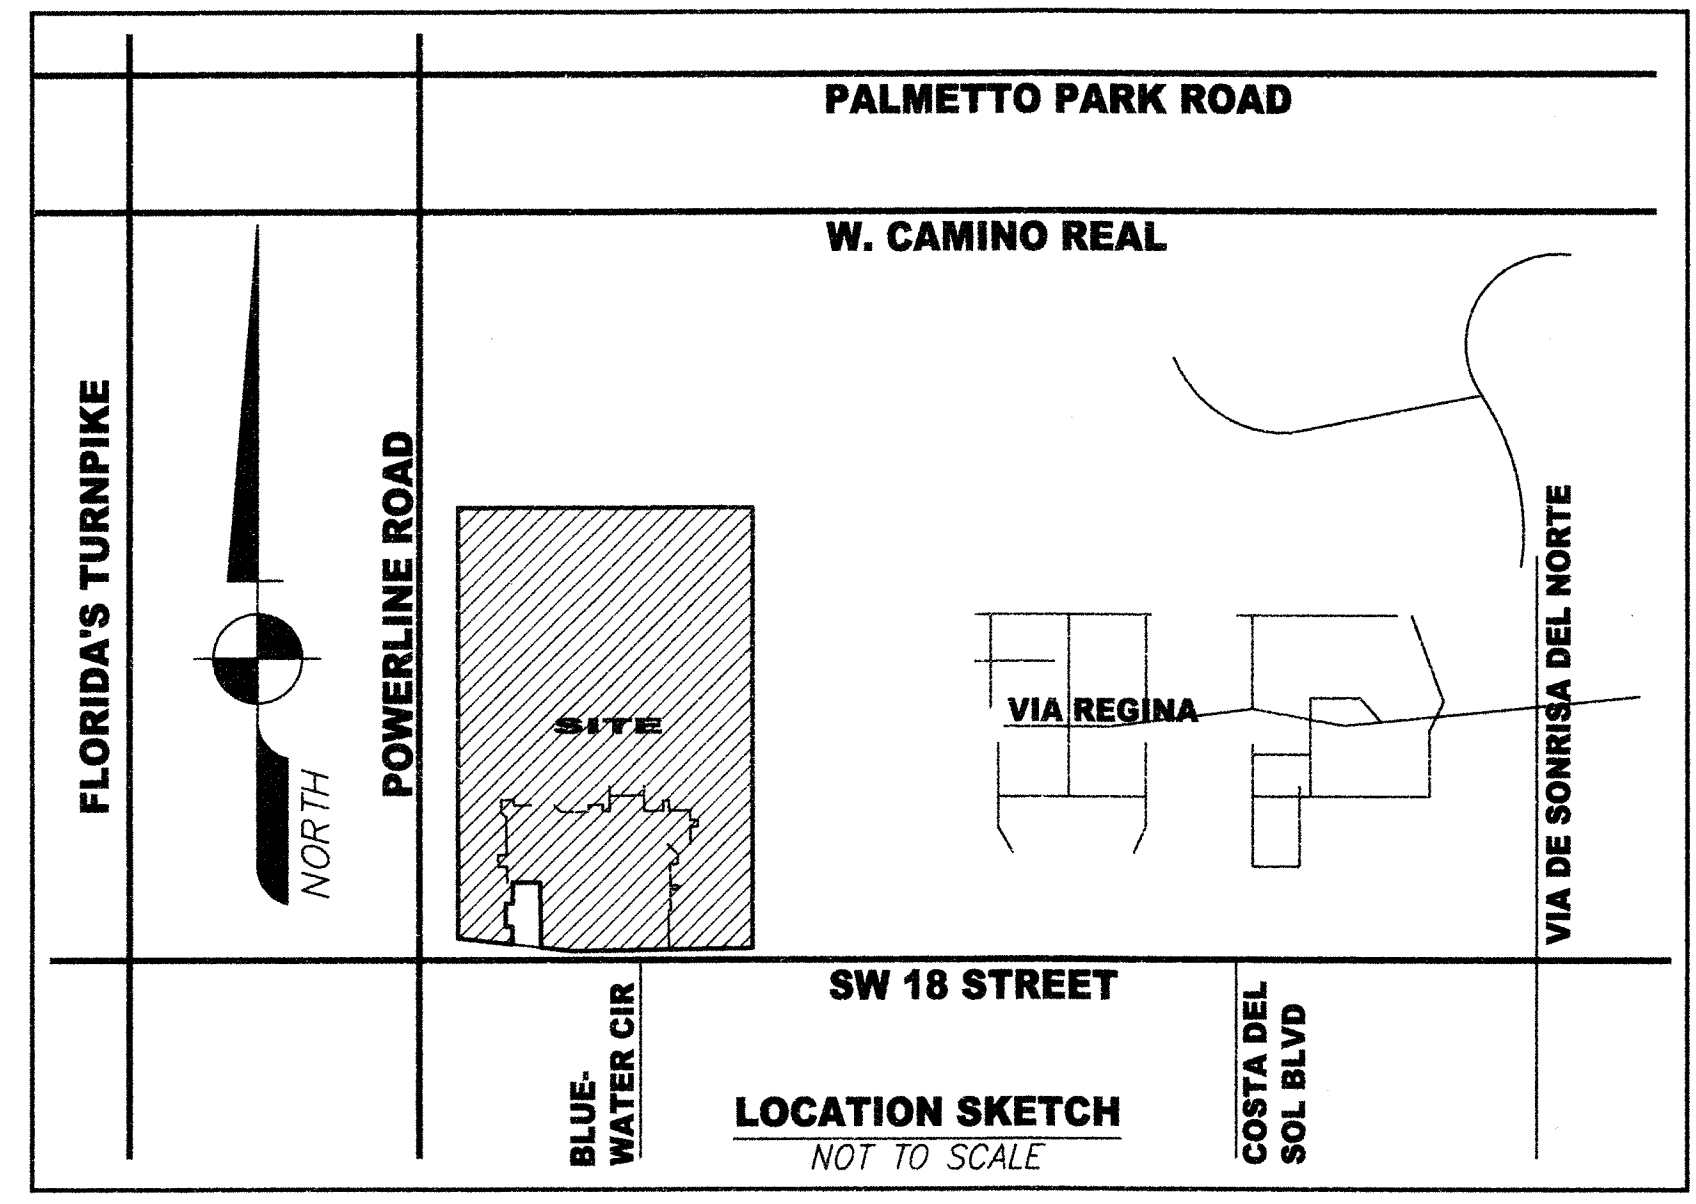 PALMETTO PARK ROAD
W. CAMINO REAL
FLORIDA'S TURNPIKE
NORTH
POWERLINE ROAD
SITE
VIA REGINA
VIA DE SONRISA DEL NORTE
SW 18 STREET
BLUE-
WATER CIR
COSTA DEL
SOL BLVD
LOCATION SKETCH
NOT TO SCALE